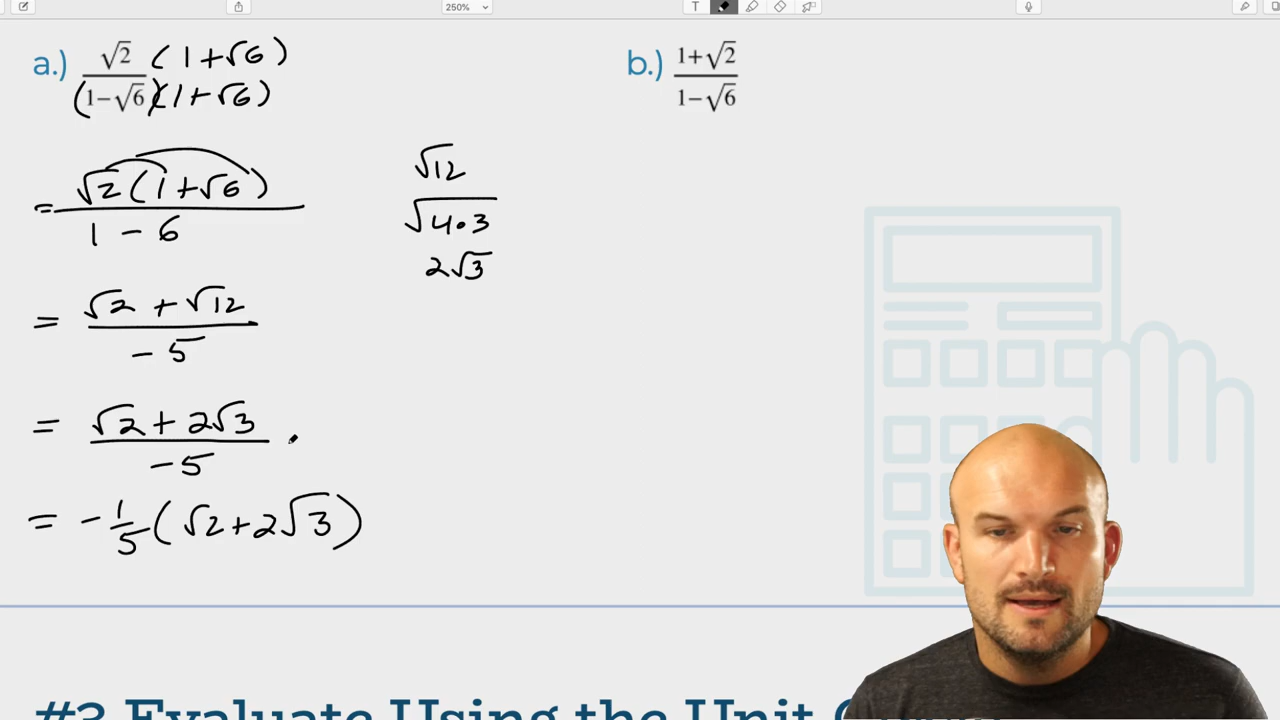 250%
T
a.) √2 (1+√6)
(1−√6)(1+√6)
= √2(1+√6)
1 − 6
= √2 + √12
−5
= √2 + 2√3 .
−5
= −1/5(√2+2√3)
√12
√4·3
2√3
b.) 1+√2
1−√6
#3 Evaluate Using the Unit